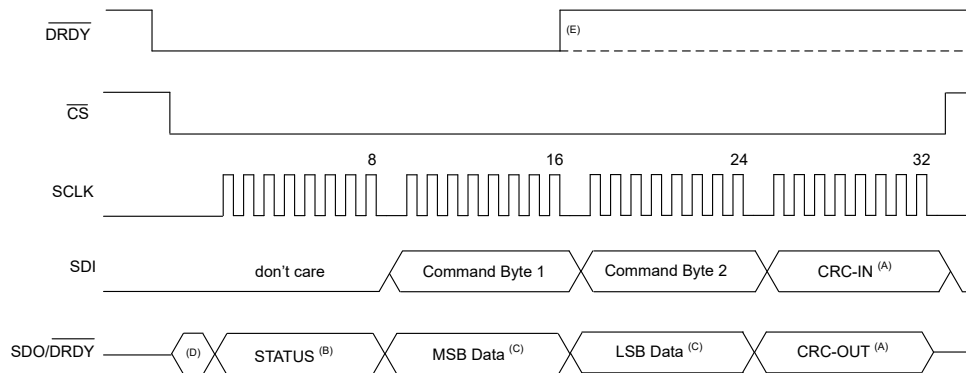 DRDY
(E)
CS
8 16 24 32
SCLK
SDI don't care Command Byte 1 Command Byte 2 CRC-IN (A)
SDO/DRDY (D) STATUS (B) MSB Data (C) LSB Data (C) CRC-OUT (A)